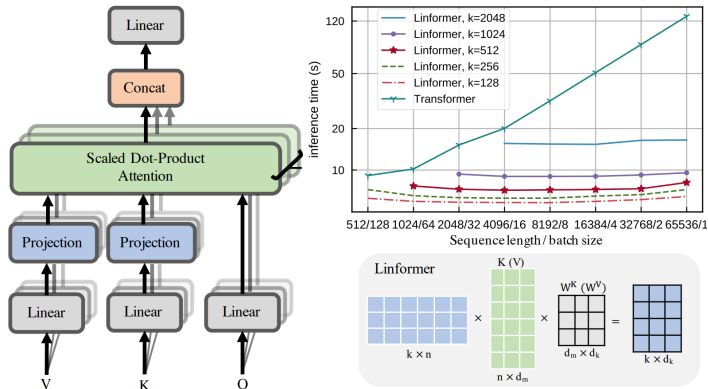 Linear
Concat
Scaled Dot-Product
Attention
Projection
Projection
Linear
Linear
Linear
V
K
Q
inference time (s)
120
50
20
10
Linformer, k=2048
Linformer, k=1024
Linformer, k=512
Linformer, k=256
Linformer, k=128
Transformer
512/128 1024/64 2048/32 4096/16 8192/8 16384/4 32768/2 65536/1
Sequence length / batch size
Linformer
K (V)
W^K (W^V)
× × =
k × n
n × d_m
d_m × d_k
k × d_k